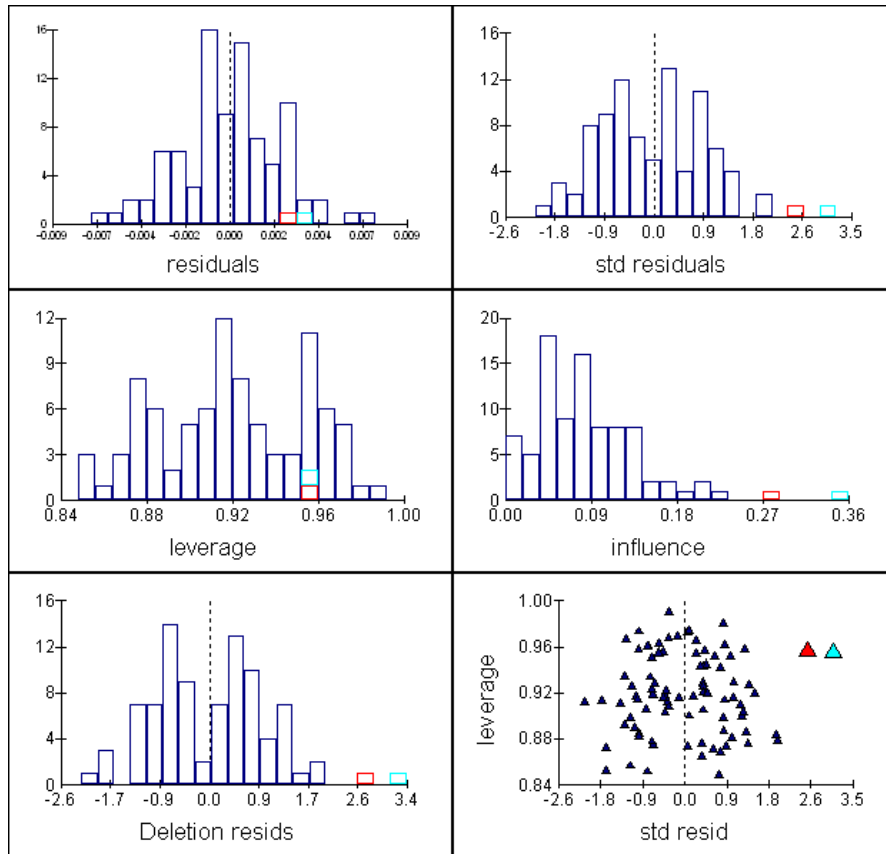 16
12
8
4
0
-0.009 -0.007 -0.004 -0.002 0.000 0.002 0.004 0.007 0.009
residuals
16
12
8
4
0
-2.6 -1.8 -0.9 0.0 0.9 1.7 2.6 3.5
std residuals
12
9
6
3
0
0.84 0.88 0.92 0.96 1.00
leverage
20
15
10
5
0
0.00 0.09 0.18 0.27 0.36
influence
16
12
8
4
0
-2.6 -1.7 -0.9 0.0 0.9 1.7 2.6 3.4
Deletion resids
1.00
0.96
0.92
0.88
0.84
leverage
-2.6 -1.8 -0.9 0.0 0.9 1.8 2.6 3.5
std resid